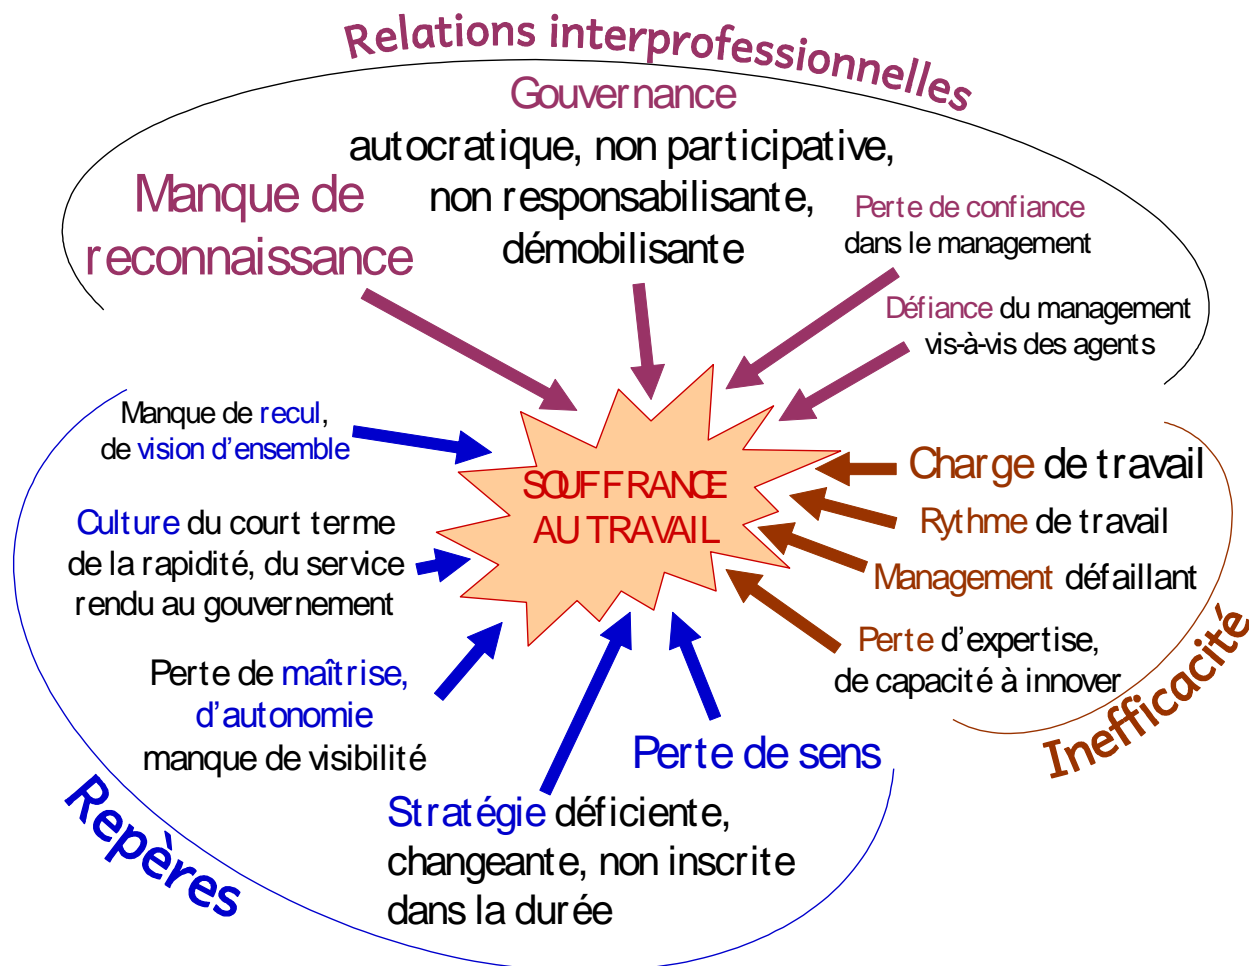 Relations interprofessionnelles
Gouvernance
autocratique, non participative,
non responsabilisante,
démobilisante
Manque de
reconnaissance
Perte de confiance
dans le management
Défiance du management
vis-à-vis des agents
Manque de recul,
de vision d'ensemble
Culture du court terme
de la rapidité, du service
rendu au gouvernement
Perte de maîtrise,
d'autonomie
manque de visibilité
SOUFFRANCE
AU TRAVAIL
Charge de travail
Rythme de travail
Management défaillant
Perte d'expertise,
de capacité à innover
Inefficacité
Perte de sens
Stratégie déficiente,
changeante, non inscrite
dans la durée
Repères